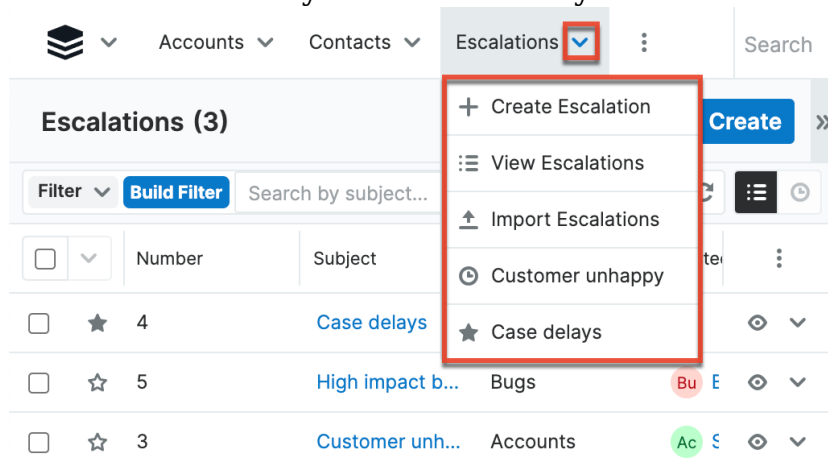 Accounts Contacts Escalations Search
Escalations (3) Create
Create Escalation
View Escalations
Import Escalations
Customer unhappy
Case delays
Filter Build Filter Search by subject...
Number Subject
4 Case delays
5 High impact b... Bugs Bu
3 Customer unh... Accounts Ac